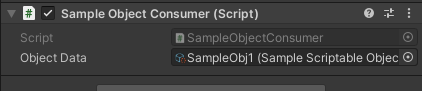 Sample Object Consumer (Script)
Script SampleObjectConsumer
Object Data SampleObj1 (Sample Scriptable Objec